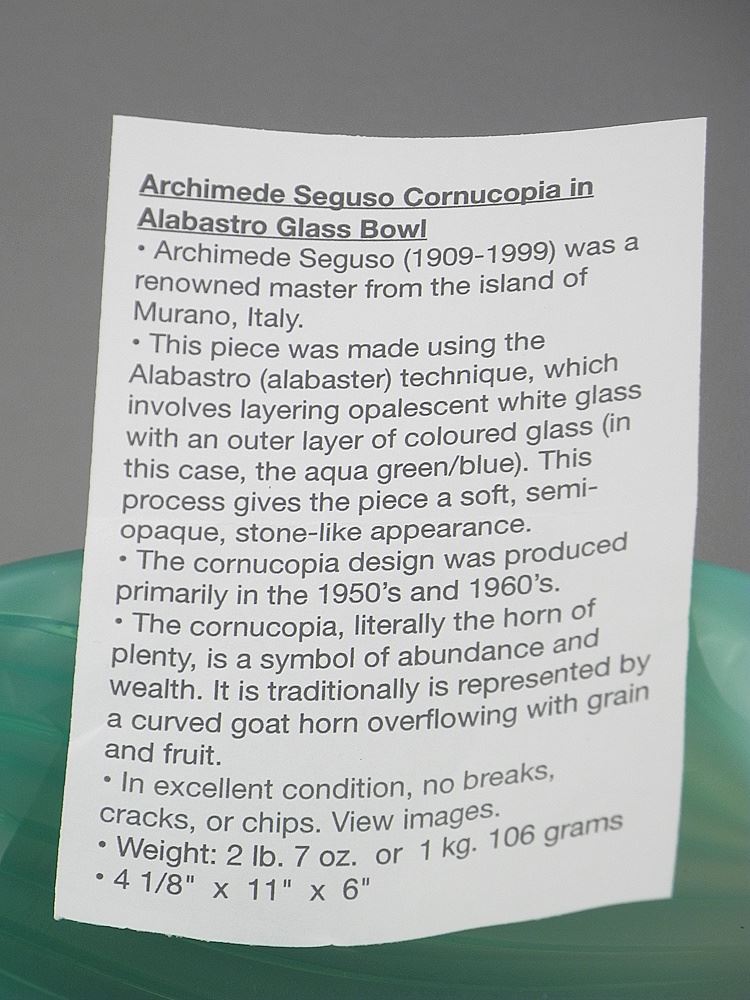 Archimede Seguso Cornucopia in
Alabastro Glass Bowl
• Archimede Seguso (1909-1999) was a
renowned master from the island of
Murano, Italy.
• This piece was made using the
Alabastro (alabaster) technique, which
involves layering opalescent white glass
with an outer layer of coloured glass (in
this case, the aqua green/blue). This
process gives the piece a soft, semi-
opaque, stone-like appearance.
• The cornucopia design was produced
primarily in the 1950's and 1960's.
• The cornucopia, literally the horn of
plenty, is a symbol of abundance and
wealth. It is traditionally is represented by
a curved goat horn overflowing with grain
and fruit.
• In excellent condition, no breaks,
cracks, or chips. View images.
• Weight: 2 lb. 7 oz. or 1 kg. 106 grams
• 4 1/8" x 11" x 6"